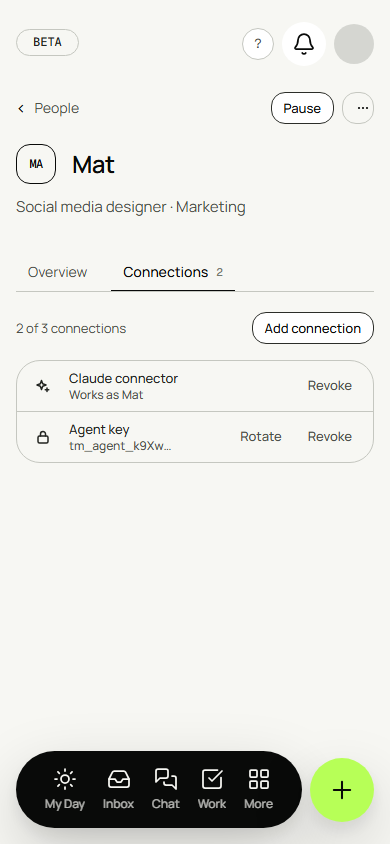 BETA
?
People
Pause
...
MA
Mat
Social media designer · Marketing
Overview
Connections 2
2 of 3 connections
Add connection
Claude connector
Works as Mat
Revoke
Agent key
tm_agent_k9Xw…
Rotate
Revoke
My Day
Inbox
Chat
Work
More